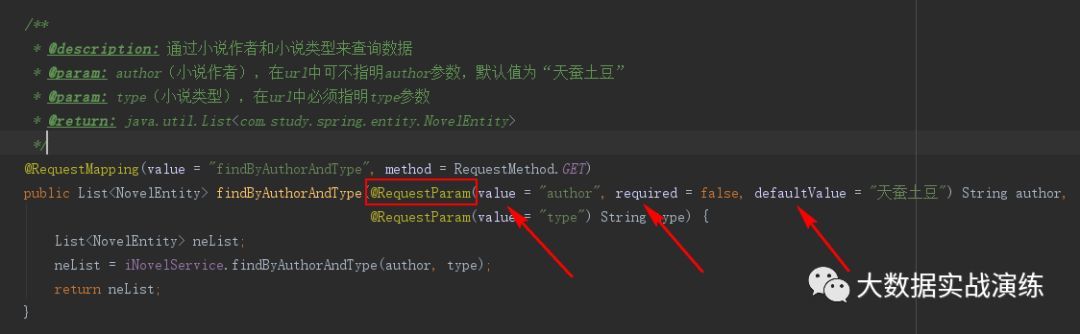 /**
 * @description: 通过小说作者和小说类型来查询数据
 * @param: author（小说作者），在url中可不指明author参数，默认值为“天蚕土豆”
 * @param: type（小说类型），在url中必须指明type参数
 * @return: java.util.List<com.study.spring.entity.NovelEntity>
 */
@RequestMapping(value = "findByAuthorAndType", method = RequestMethod.GET)
public List<NovelEntity> findByAuthorAndType(@RequestParam(value = "author", required = false, defaultValue = "天蚕土豆") String author,
@RequestParam(value = "type") String type) {
List<NovelEntity> neList;
neList = iNovelService.findByAuthorAndType(author, type);
return neList;
}
大数据实战演练